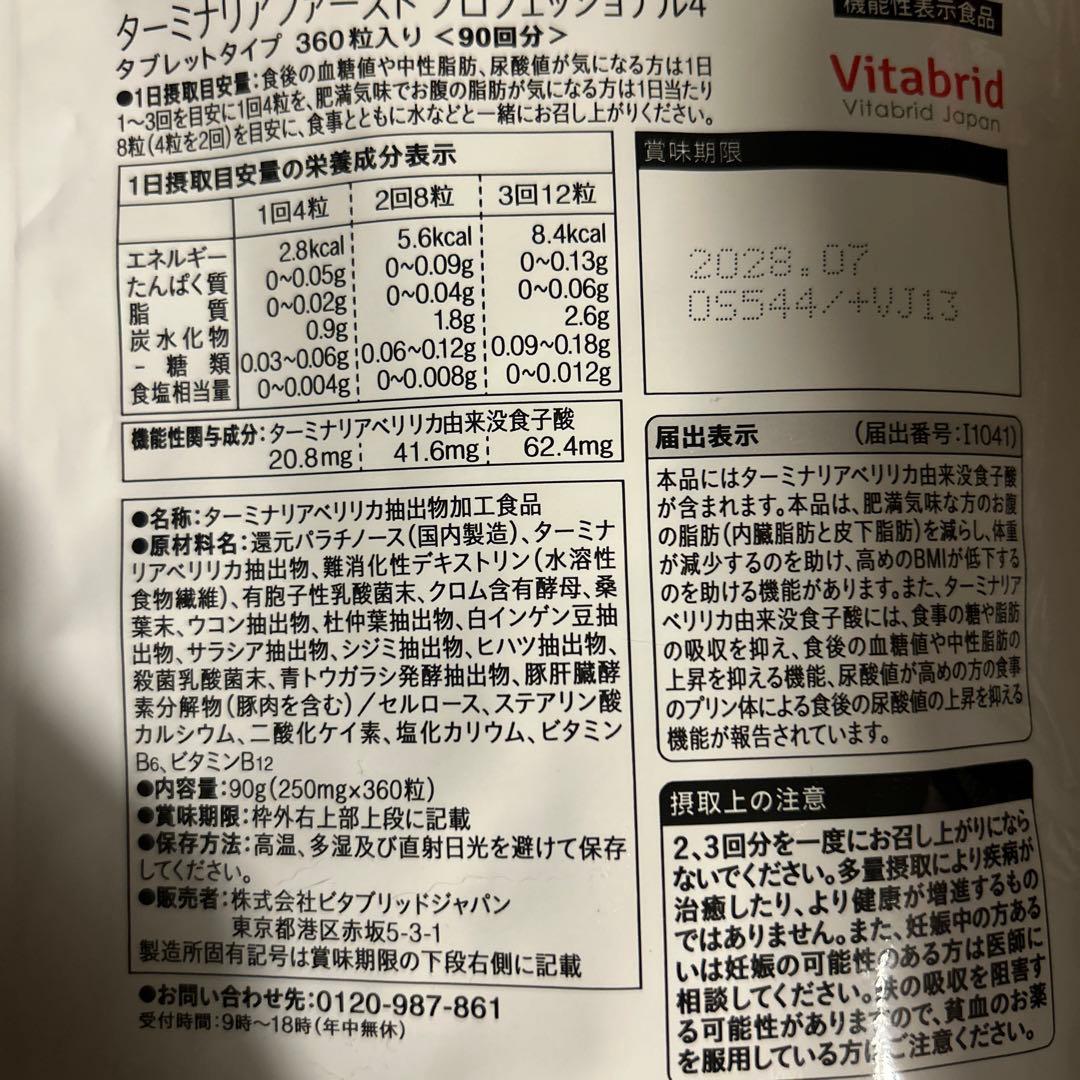 ターミナリアファースト プロフェッショナル4
タブレットタイプ 360粒入り <90回分>
●1日摂取目安量:食後の血糖値や中性脂肪、尿酸値が気になる方は1日
1〜3回を目安に1回4粒を、肥満気味でお腹の脂肪が気になる方は1日当たり
8粒(4粒を2回)を目安に、食事とともに水などと一緒にお召し上がりください。
1日摂取目安量の栄養成分表示
1回4粒 2回8粒 3回12粒
エネルギー 2.8kcal 5.6kcal 8.4kcal
たんぱく質 0~0.05g 0~0.09g 0~0.13g
脂質 0~0.02g 0~0.04g 0~0.06g
炭水化物 0.9g 1.8g 2.6g
- 糖類 0.03~0.06g 0.06~0.12g 0.09~0.18g
食塩相当量 0~0.004g 0~0.008g 0~0.012g
機能性関与成分:ターミナリアベリリカ由来没食子酸
20.8mg 41.6mg 62.4mg
●名称:ターミナリアベリリカ抽出物加工食品
●原材料名:還元パラチノース(国内製造)、ターミナ
リアベリリカ抽出物、難消化性デキストリン(水溶性
食物繊維)、有胞子性乳酸菌末、クロム含有酵母、桑
葉末、ウコン抽出物、杜仲葉抽出物、白インゲン豆抽
出物、サラシア抽出物、シジミ抽出物、ヒハツ抽出物、
殺菌乳酸菌末、青トウガラシ発酵抽出物、豚肝臓酵
素分解物(豚肉を含む)/セルロース、ステアリン酸
カルシウム、二酸化ケイ素、塩化カリウム、ビタミン
B6、ビタミンB12
●内容量:90g(250mg×360粒)
●賞味期限:枠外右上部上段に記載
●保存方法:高温、多湿及び直射日光を避けて保存
してください。
●販売者:株式会社ビタブリッドジャパン
東京都港区赤坂5-3-1
製造所固有記号は賞味期限の下段右側に記載
●お問い合わせ先:0120-987-861
受付時間:9時〜18時(年中無休)
機能性表示食品
Vitabrid
Vitabrid Japan
賞味期限
2028.07
OS544/+VJ13
届出表示 (届出番号:I1041)
本品にはターミナリアベリリカ由来没食子酸
が含まれます。本品は、肥満気味な方のお腹
の脂肪(内臓脂肪と皮下脂肪)を減らし、体重
が減少するのを助け、高めのBMIが低下する
のを助ける機能があります。また、ターミナリア
ベリリカ由来没食子酸には、食事の糖や脂肪
の吸収を抑え、食後の血糖値や中性脂肪の
上昇を抑える機能、尿酸値が高めの方の食事
のプリン体による食後の尿酸値の上昇を抑える
機能が報告されています。
摂取上の注意
2、3回分を一度にお召し上がりになら
ないでください。多量摂取により疾病が
治癒したり、より健康が増進するもの
ではありません。また、妊娠中の方ある
いは妊娠の可能性のある方は医師に
相談してください。鉄の吸収を阻害す
る可能性がありますので、貧血のお薬
を服用している方はご注意ください。